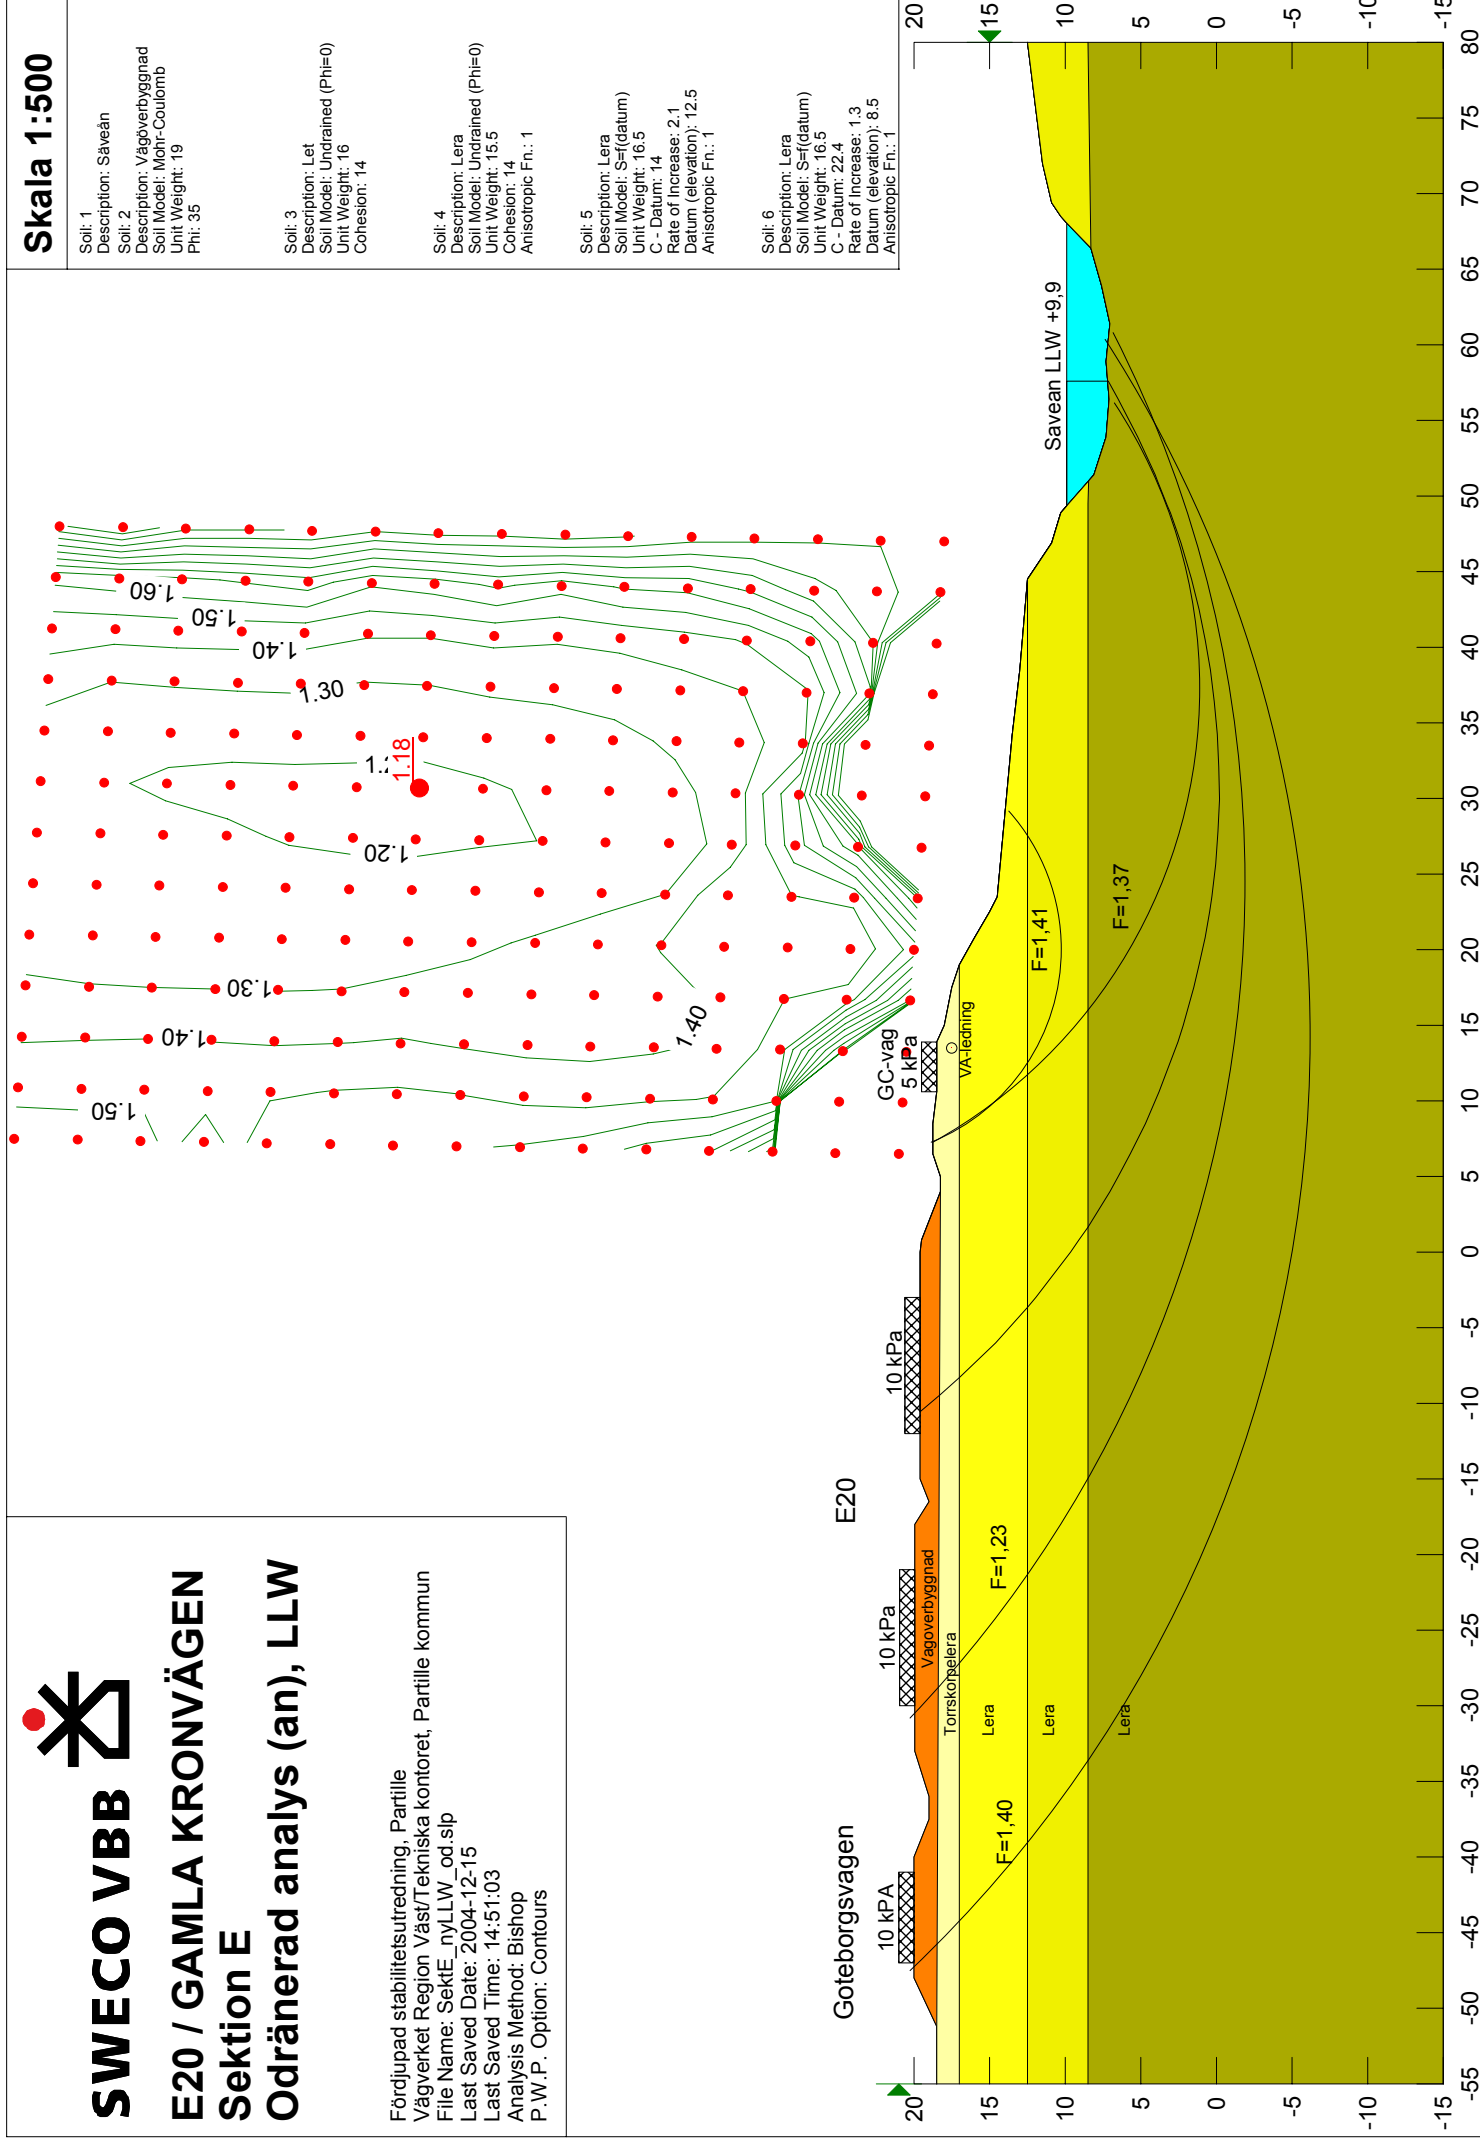 SWECO VBB
E20 / GAMLA KRONVÄGEN
Sektion E
Odränerad analys (an), LLW
Fördjupad stabilitetsutredning, Partille
Vägverket Region Väst/Tekniska kontoret, Partille kommun
File Name: SektE_nyLLW_od.slp
Last Saved Date: 2004-12-15
Last Saved Time: 14:51:03
Analysis Method: Bishop
P.W.P. Option: Contours
Skala 1:500
Soil: 1
Description: Säveån
Soil: 2
Description: Vägöverbyggnad
Soil Model: Mohr-Coulomb
Unit Weight: 19
Phi: 35
Soil: 3
Description: Let
Soil Model: Undrained (Phi=0)
Unit Weight: 16
Cohesion: 14
Soil: 4
Description: Lera
Soil Model: Undrained (Phi=0)
Unit Weight: 15.5
Cohesion: 14
Anisotropic Fn.: 1
Soil: 5
Description: Lera
Soil Model: S=f(datum)
Unit Weight: 16.5
C - Datum: 14
Rate of Increase: 2.1
Datum (elevation): 12.5
Anisotropic Fn.: 1
Soil: 6
Description: Lera
Soil Model: S=f(datum)
Unit Weight: 16.5
C - Datum: 22.4
Rate of Increase: 1.3
Datum (elevation): 8.5
Anisotropic Fn.: 1
1.50
1.40
1.30
1.20
1.18
1.30
1.40
1.50
1.60
1.40
Goteborgsvagen
E20
GC-vag
10 kPA
10 kPa
10 kPa
5 kPa
Savean LLW +9,9
Vagoverbyggnad
Torrskorpelera
VA-ledning
Lera
Lera
Lera
F=1,40
F=1,23
F=1,41
F=1,37
20
15
10
5
0
-5
-10
-15
20
15
10
5
0
-5
-10
-15
-55 -50 -45 -40 -35 -30 -25 -20 -15 -10 -5 0 5 10 15 20 25 30 35 40 45 50 55 60 65 70 75 80